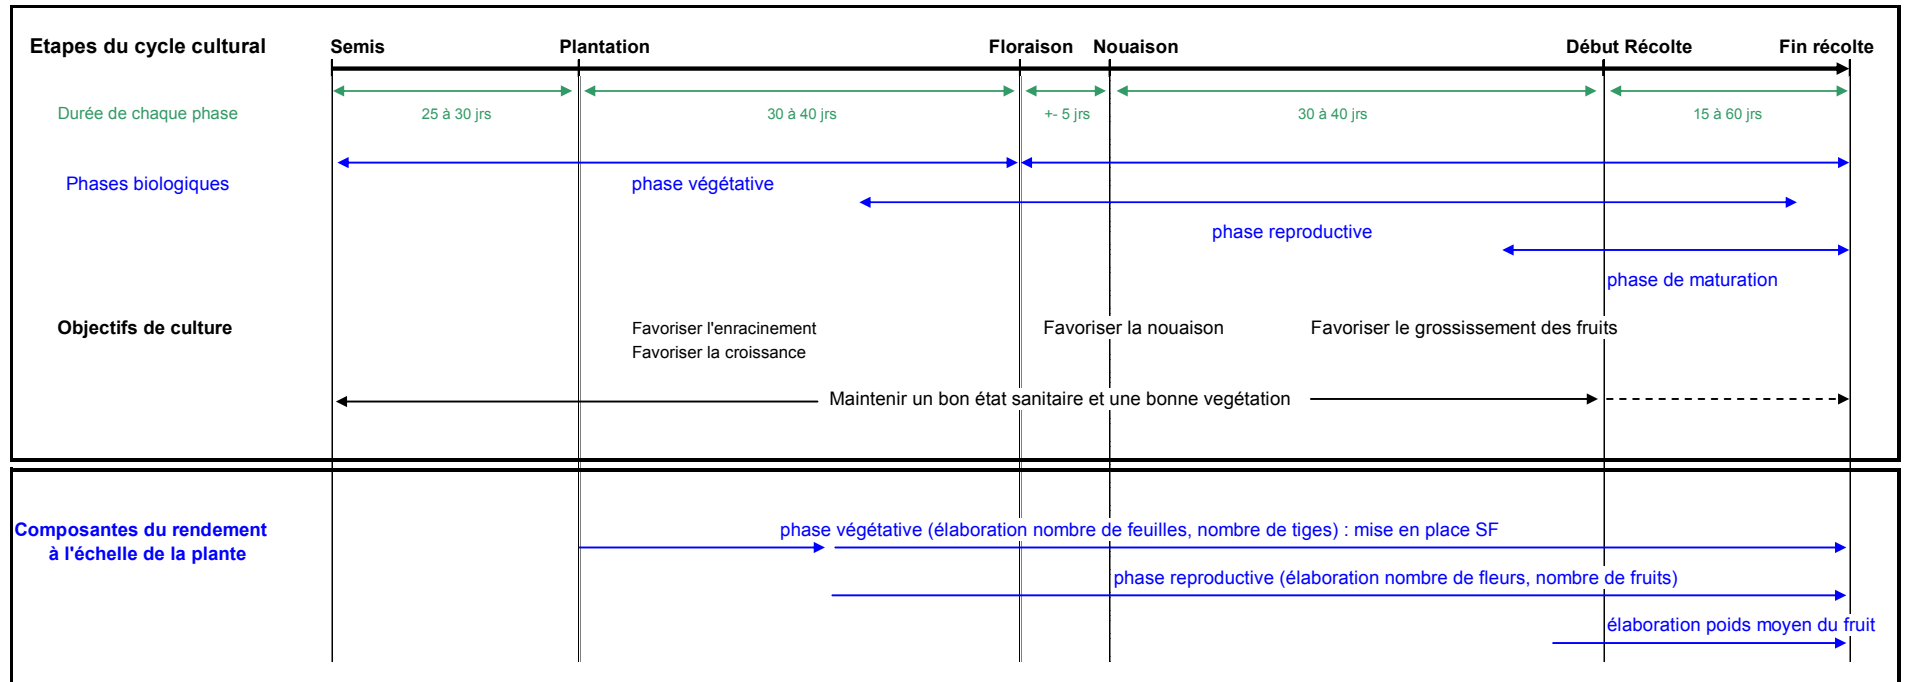 Etapes du cycle cultural
Semis
Plantation
Floraison
Nouaison
Début Récolte
Fin récolte
Durée de chaque phase
25 à 30 jrs
30 à 40 jrs
+- 5 jrs
30 à 40 jrs
15 à 60 jrs
Phases biologiques
phase végétative
phase reproductive
phase de maturation
Objectifs de culture
Favoriser l'enracinement
Favoriser la croissance
Favoriser la nouaison
Favoriser le grossissement des fruits
Maintenir un bon état sanitaire et une bonne vegétation
Composantes du rendement
à l'échelle de la plante
phase végétative (élaboration nombre de feuilles, nombre de tiges) : mise en place SF
phase reproductive (élaboration nombre de fleurs, nombre de fruits)
élaboration poids moyen du fruit